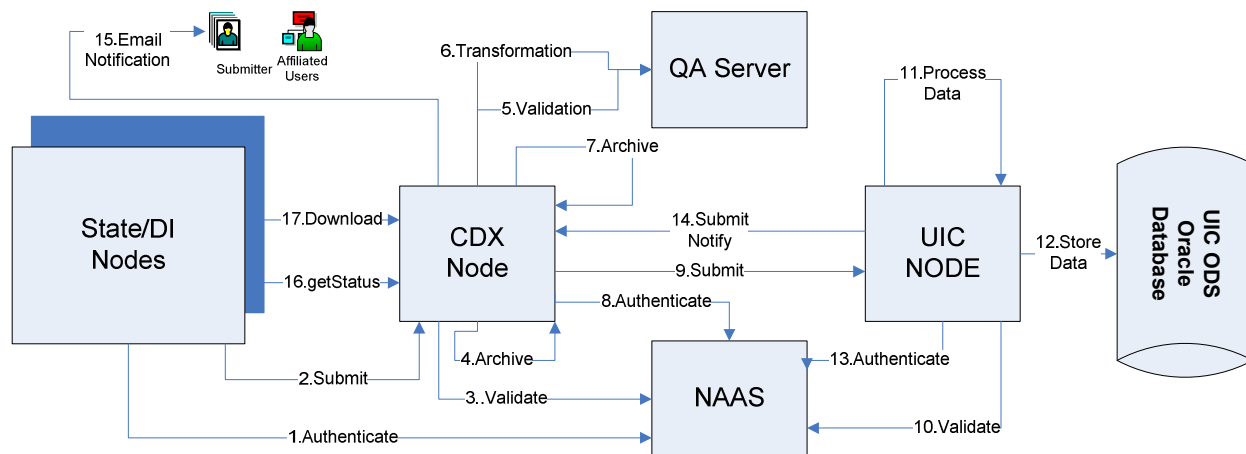 15.Email
Notification
Submitter
Affiliated
Users
6.Transformation
5.Validation
QA Server
11.Process
Data
7.Archive
State/DI
Nodes
17.Download
16.getStatus
CDX
Node
14.Submit
Notify
9.Submit
UIC
NODE
12.Store
Data
UIC ODS
Oracle
Database
8.Authenticate
4.Archive
2.Submit
3..Validate
1.Authenticate
NAAS
13.Authenticate
10.Validate